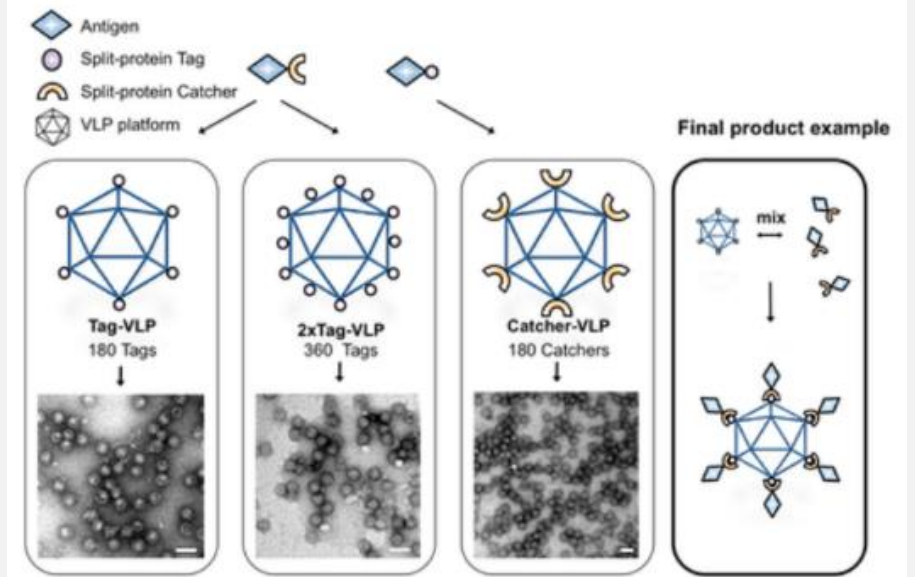 Antigen
Split-protein Tag
Split-protein Catcher
VLP platform
Final product example
Tag-VLP
180 Tags
2xTag-VLP
360 Tags
Catcher-VLP
180 Catchers
mix